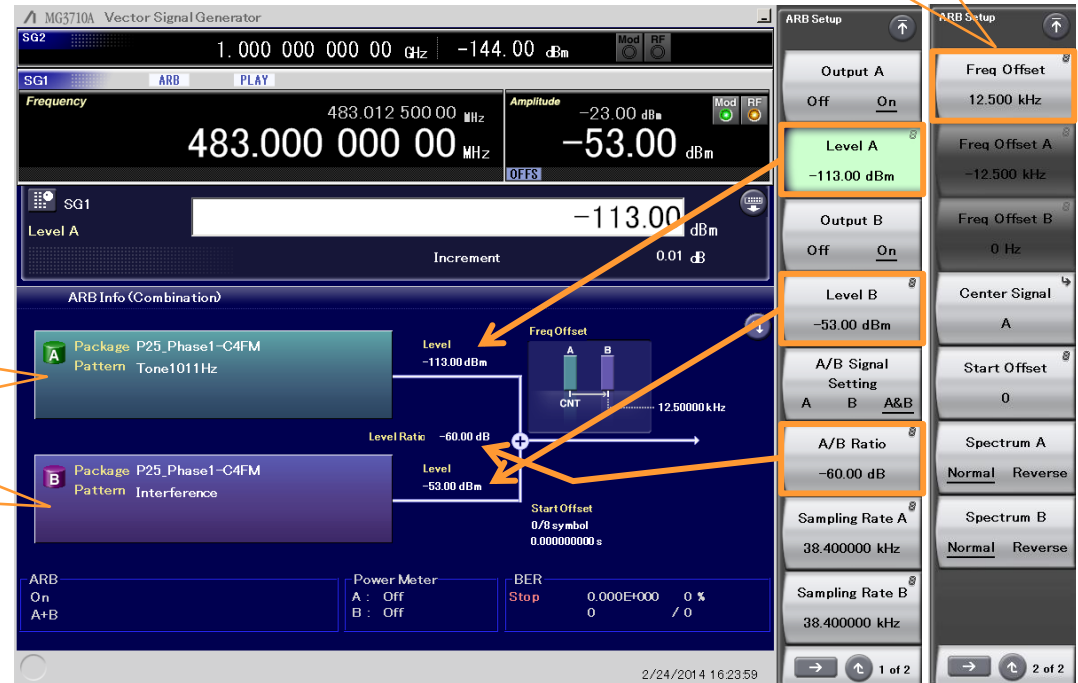 MG3710A Vector Signal Generator
SG2
1. 000 000 000 00 GHz -144. 00 dBm
Mod RF
SG1 ARB PLAY
Frequency
483.012 500 00 MHz
483.000 000 00 MHz
Amplitude
-23.00 dBm
-53.00 dBm
OFFS
Mod RF
SG1
Level A
-113.00 dBm
Increment 0.01 dB
ARB Info (Combination)
A
Package P25_Phase1-C4FM
Pattern Tone1011Hz
Level
-113.00 dBm
Freq Offset
A B
CNT
12.50000 kHz
Level Ratio -60.00 dB
B
Package P25_Phase1-C4FM
Pattern Interference
Level
-53.00 dBm
Start Offset
0/8 symbol
0.000000000 s
ARB
On
A+B
Power Meter
A : Off
B : Off
BER
Stop 0.000E+000 0 %
0 / 0
2/24/2014 16:23:59
ARB Setup
Output A
Off On
Level A
-113.00 dBm
Output B
Off On
Level B
-53.00 dBm
A/B Signal
Setting
A B A&B
A/B Ratio
-60.00 dB
Sampling Rate A
38.400000 kHz
Sampling Rate B
38.400000 kHz
1 of 2
ARB Setup
Freq Offset
12.500 kHz
Freq Offset A
-12.500 kHz
Freq Offset B
0 Hz
Center Signal
A
Start Offset
0
Spectrum A
Normal Reverse
Spectrum B
Normal Reverse
2 of 2